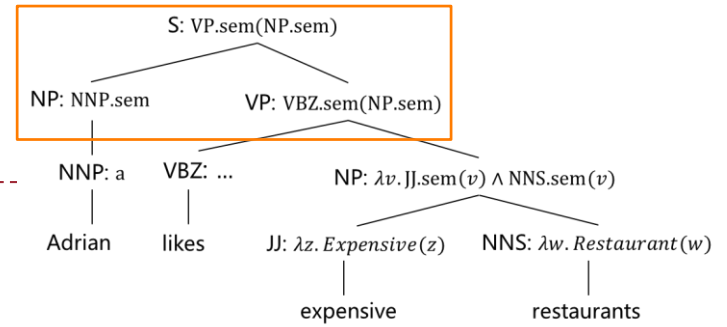 S: VP.sem(NP.sem)
NP: NNP.sem VP: VBZ.sem(NP.sem)
NNP: a VBZ: ... NP: λv.JJ.sem(v) ∧ NNS.sem(v)
Adrian likes JJ: λz.Expensive(z) NNS: λw.Restaurant(w)
expensive restaurants